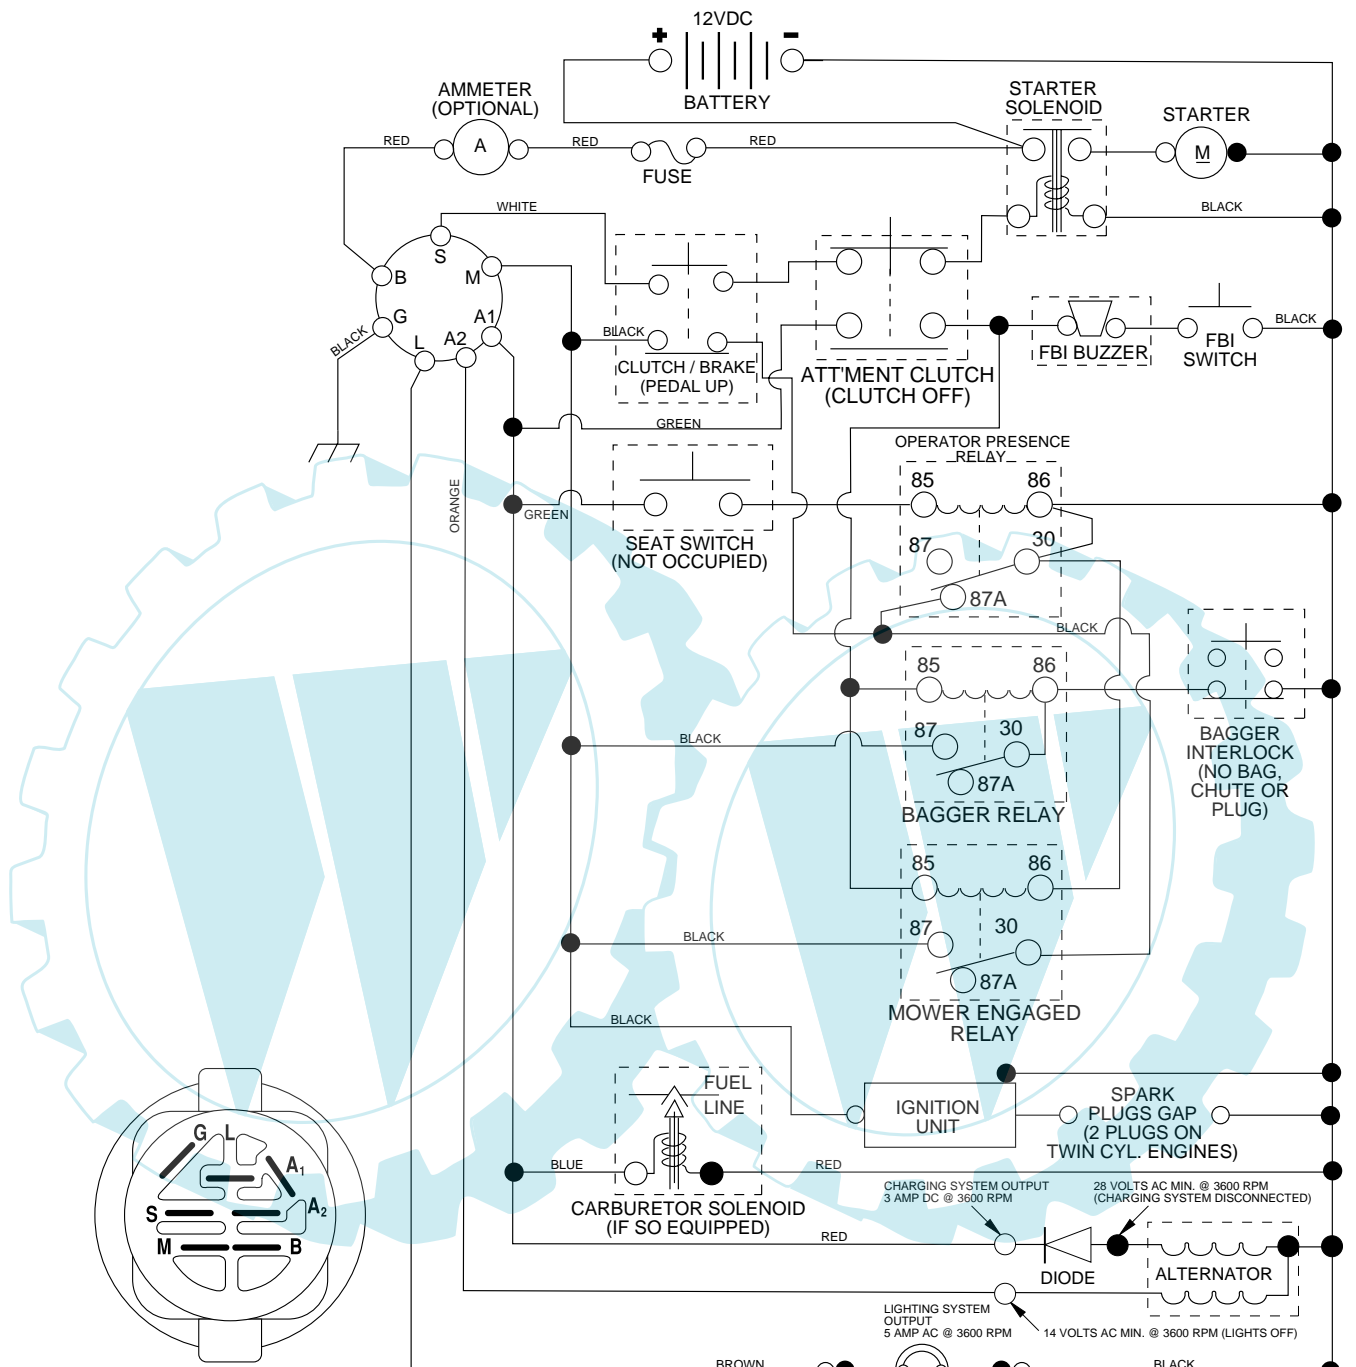 12VDC
+
-
BATTERY
AMMETER
(OPTIONAL)
A
RED
RED
FUSE
RED
STARTER
SOLENOID
STARTER
M
BLACK
WHITE
S
B
M
G
A1
L
A2
BLACK
BLACK
CLUTCH / BRAKE
(PEDAL UP)
ATT'MENT CLUTCH
(CLUTCH OFF)
FBI BUZZER
FBI
SWITCH
BLACK
GREEN
OPERATOR PRESENCE
RELAY
85
86
87
30
87A
ORANGE
GREEN
SEAT SWITCH
(NOT OCCUPIED)
BLACK
85
86
87
30
87A
BAGGER RELAY
BLACK
BAGGER
INTERLOCK
(NO BAG,
CHUTE OR
PLUG)
85
86
87
30
87A
MOWER ENGAGED
RELAY
BLACK
BLACK
FUEL
LINE
IGNITION
UNIT
SPARK
PLUGS GAP
(2 PLUGS ON
TWIN CYL. ENGINES)
BLUE
RED
CARBURETOR SOLENOID
(IF SO EQUIPPED)
CHARGING SYSTEM OUTPUT
3 AMP DC @ 3600 RPM
28 VOLTS AC MIN. @ 3600 RPM
(CHARGING SYSTEM DISCONNECTED)
RED
DIODE
ALTERNATOR
G
L
A1
A2
S
M
B
LIGHTING SYSTEM
OUTPUT
5 AMP AC @ 3600 RPM
14 VOLTS AC MIN. @ 3600 RPM (LIGHTS OFF)
BROWN
BLACK